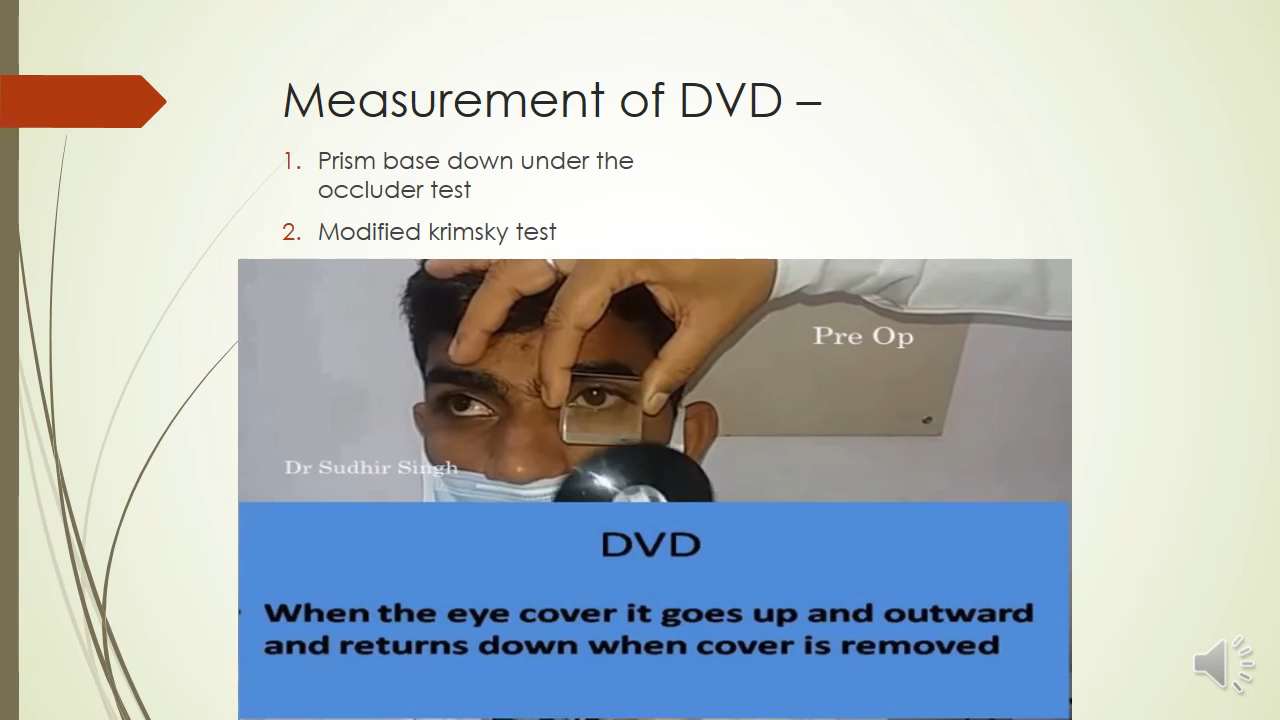 Measurement of DVD –
1. Prism base down under the
occluder test
2. Modified krimsky test
Pre Op
Dr Sudhir Singh
DVD
When the eye cover it goes up and outward
and returns down when cover is removed